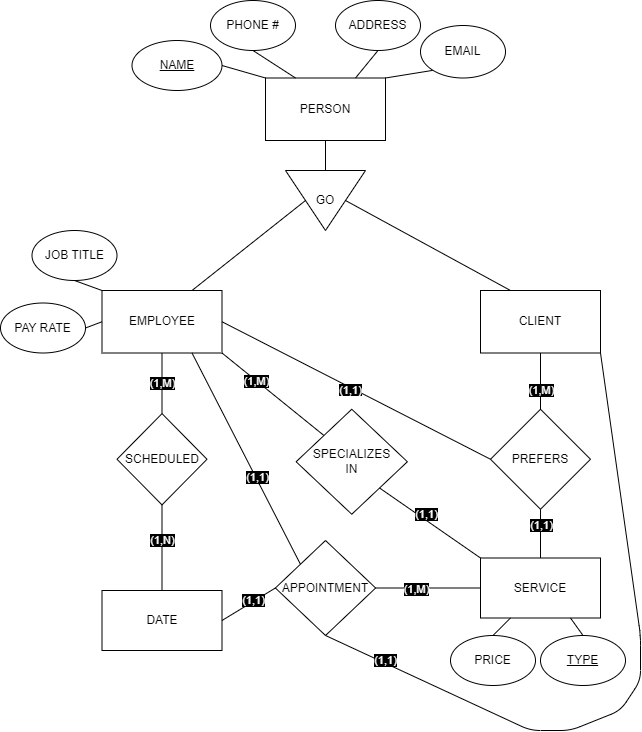 PHONE #
ADDRESS
EMAIL
NAME
PERSON
GO
JOB TITLE
PAY RATE
EMPLOYEE
CLIENT
(1,M)
(1,M)
(1,1)
(1,M)
SCHEDULED
SPECIALIZES
IN
PREFERS
(1,1)
(1,1)
(1,1)
(1,N)
APPOINTMENT
SERVICE
(1,M)
(1,1)
DATE
(1,1)
PRICE
TYPE